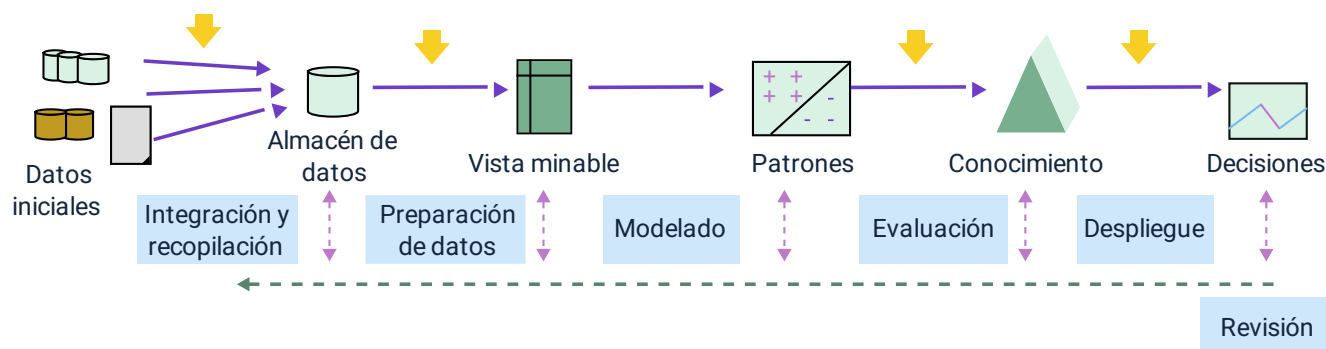 Datos
iniciales
Almacén de
datos
Vista minable
Patrones
+ +
+ +
-
- -
Conocimiento
Decisiones
Integración y
recopilación
Preparación
de datos
Modelado
Evaluación
Despliegue
Revisión